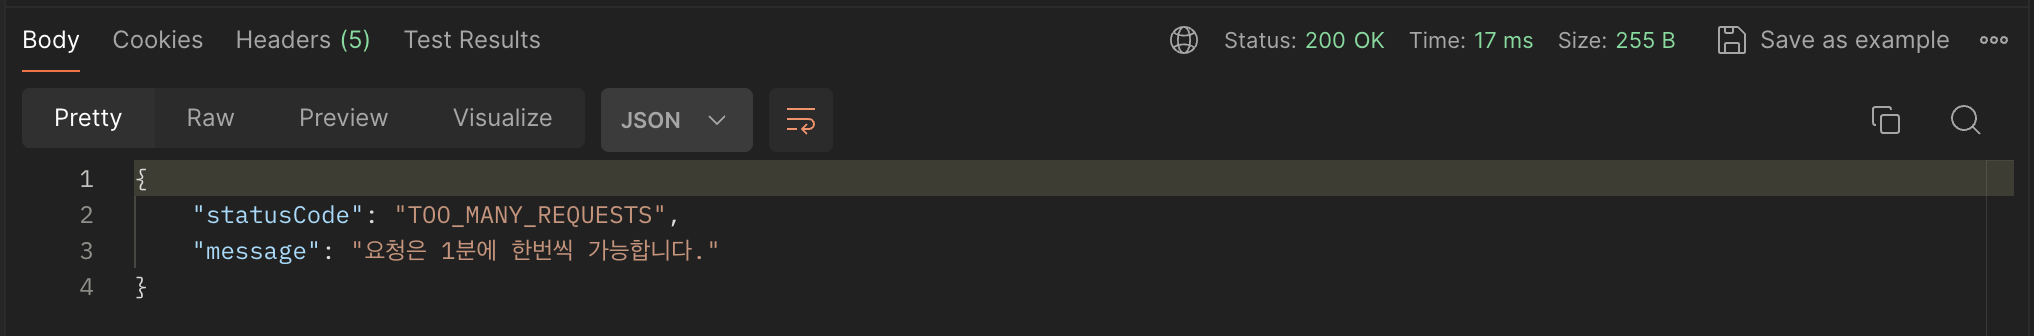 Body Cookies Headers (5) Test Results Status: 200 OK Time: 17 ms Size: 255 B Save as example
Pretty Raw Preview Visualize JSON
1 {
2 "statusCode": "TOO_MANY_REQUESTS",
3 "message": "요청은 1분에 한번씩 가능합니다."
4 }